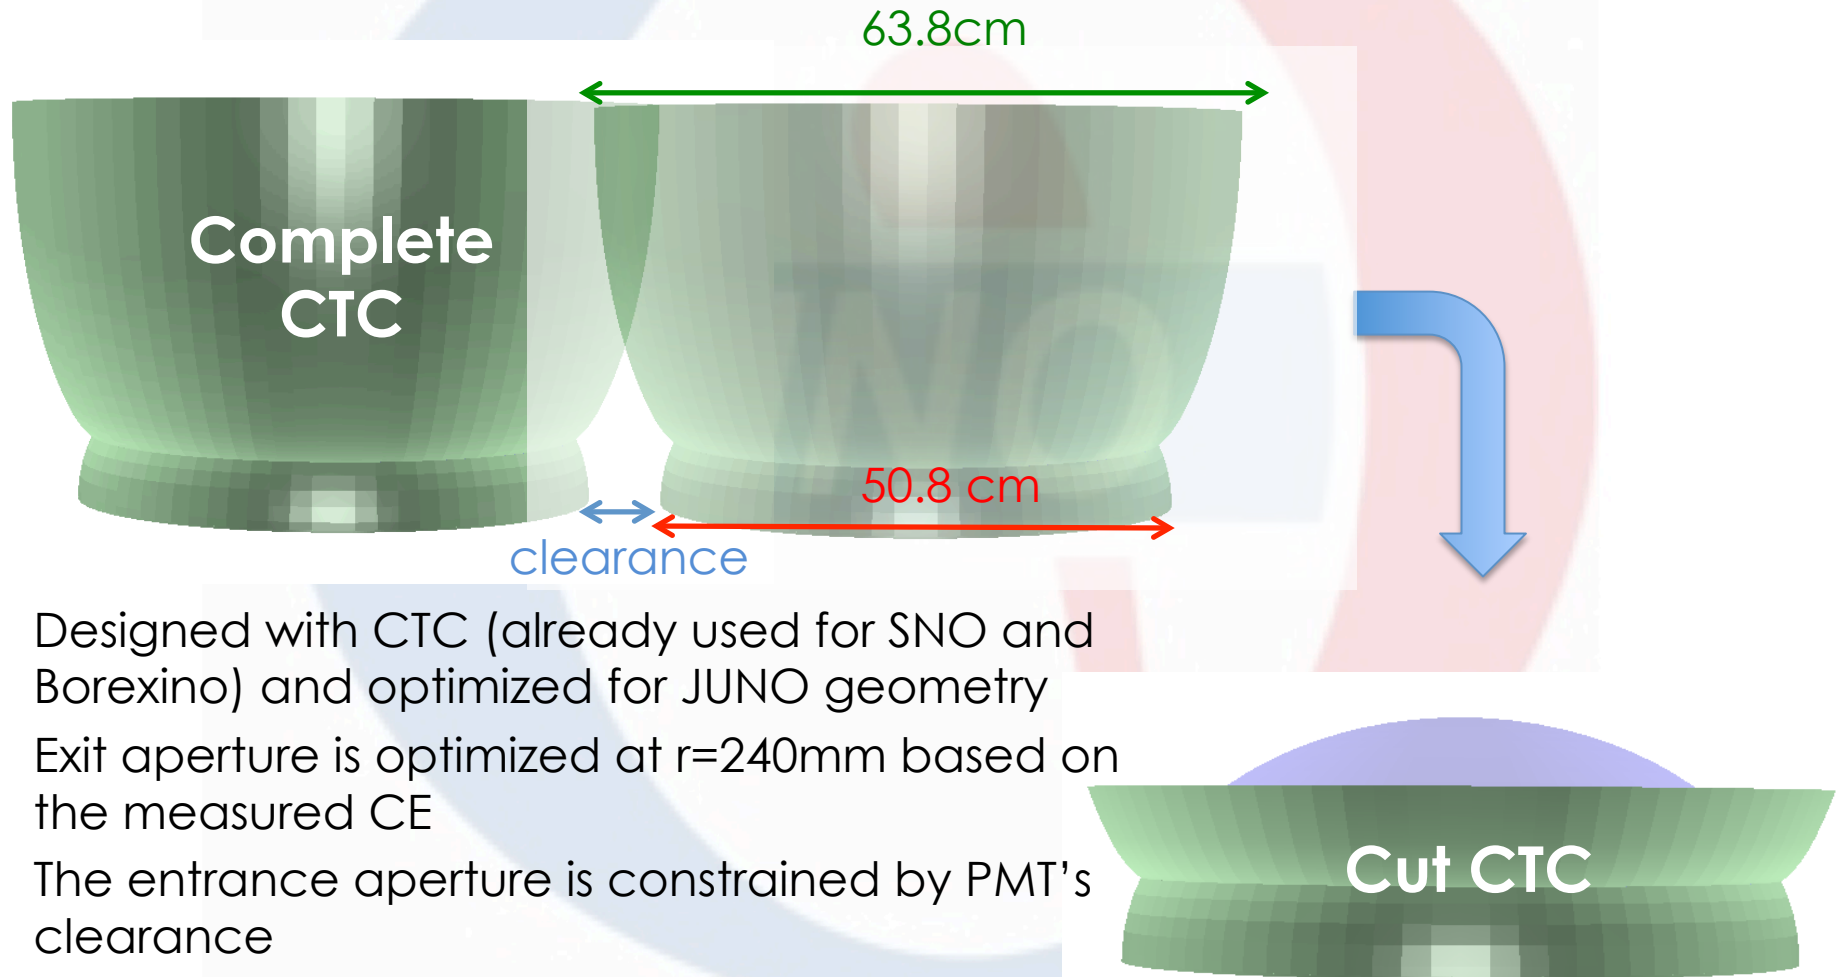 63.8cm
Complete
CTC
50.8 cm
clearance
Designed with CTC (already used for SNO and
Borexino) and optimized for JUNO geometry
Exit aperture is optimized at r=240mm based on
the measured CE
The entrance aperture is constrained by PMT’s
clearance
Cut CTC